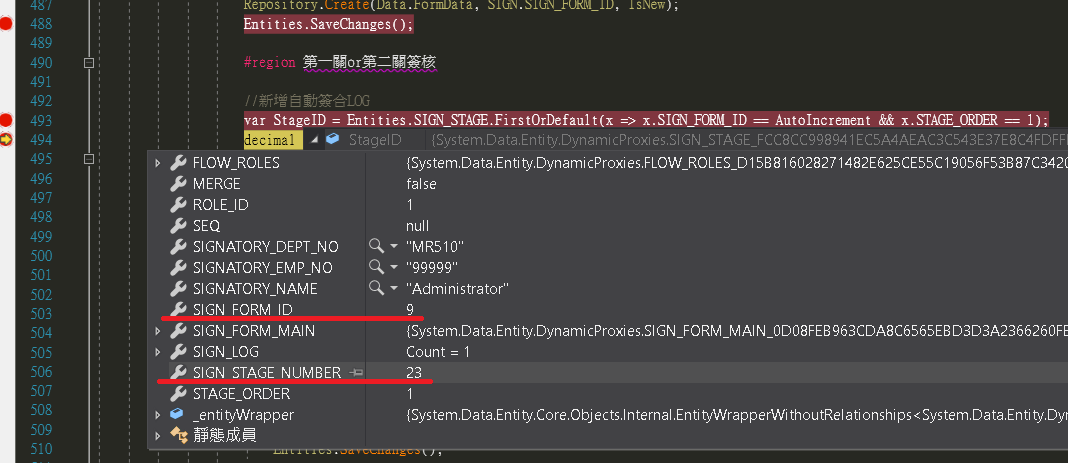 487 Repository.Create(Data.FormData, SIGN.SIGN_FORM_ID, IsNew);
488 Entities.SaveChanges();
489
490 #region 第一關or第二關簽核
491
492 //新增自動簽合LOG
493 var StageID = Entities.SIGN_STAGE.FirstOrDefault(x => x.SIGN_FORM_ID == AutoIncrement && x.STAGE_ORDER == 1);
494 decimal StageID {System.Data.Entity.DynamicProxies.SIGN_STAGE_FCC8CC998941EC5A4AEAC3C543E37E8C4FDFF
495 FLOW_ROLES {System.Data.Entity.DynamicProxies.FLOW_ROLES_D15B816028271482E625CE55C19056F53B87C3420
496 MERGE false
497 ROLE_ID 1
498 SEQ null
499 SIGNATORY_DEPT_NO "MR510"
500 SIGNATORY_EMP_NO "99999"
501
502 SIGNATORY_NAME "Administrator"
503 SIGN_FORM_ID 9
504 SIGN_FORM_MAIN {System.Data.Entity.DynamicProxies.SIGN_FORM_MAIN_0D08FEB963CDA8C6565EBD3D3A2366260FE
505 SIGN_LOG Count = 1
506 SIGN_STAGE_NUMBER 23
507 STAGE_ORDER 1
508 _entityWrapper {System.Data.Entity.Core.Objects.Internal.EntityWrapperWithoutRelationships<System.Data.Entity.Dyn
509 靜態成員
510 Entities.SaveChanges();